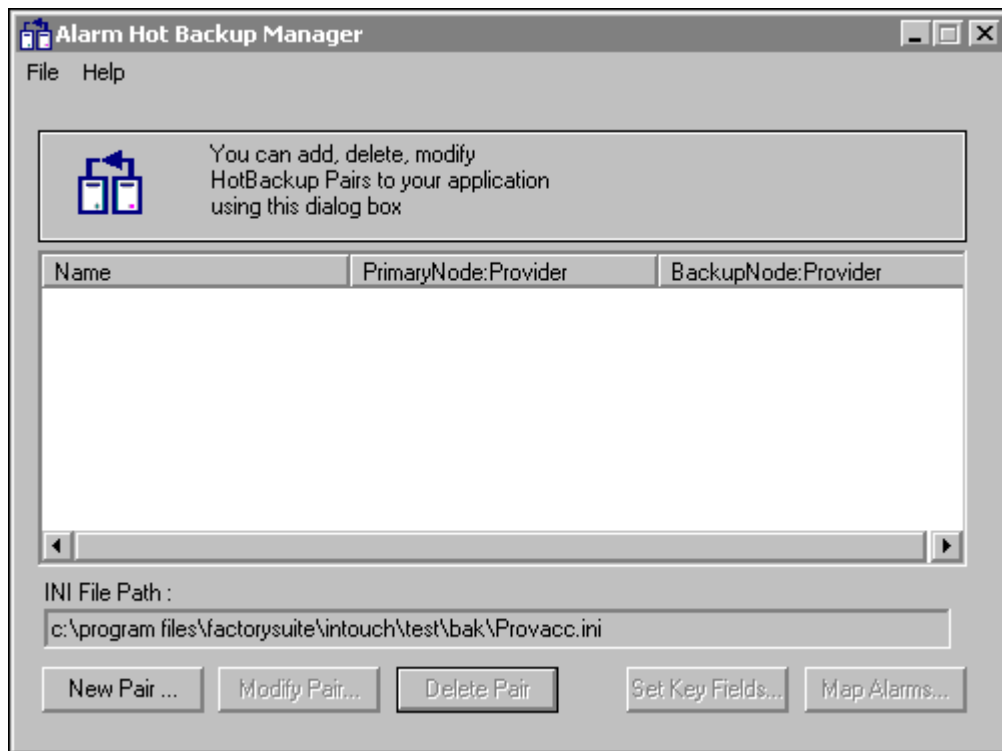 Alarm Hot Backup Manager
File Help
You can add, delete, modify
HotBackup Pairs to your application
using this dialog box
Name PrimaryNode:Provider BackupNode:Provider
INI File Path :
c:\program files\factorysuite\intouch\test\bak\Provacc.ini
New Pair ... Modify Pair... Delete Pair Set Key Fields... Map Alarms...